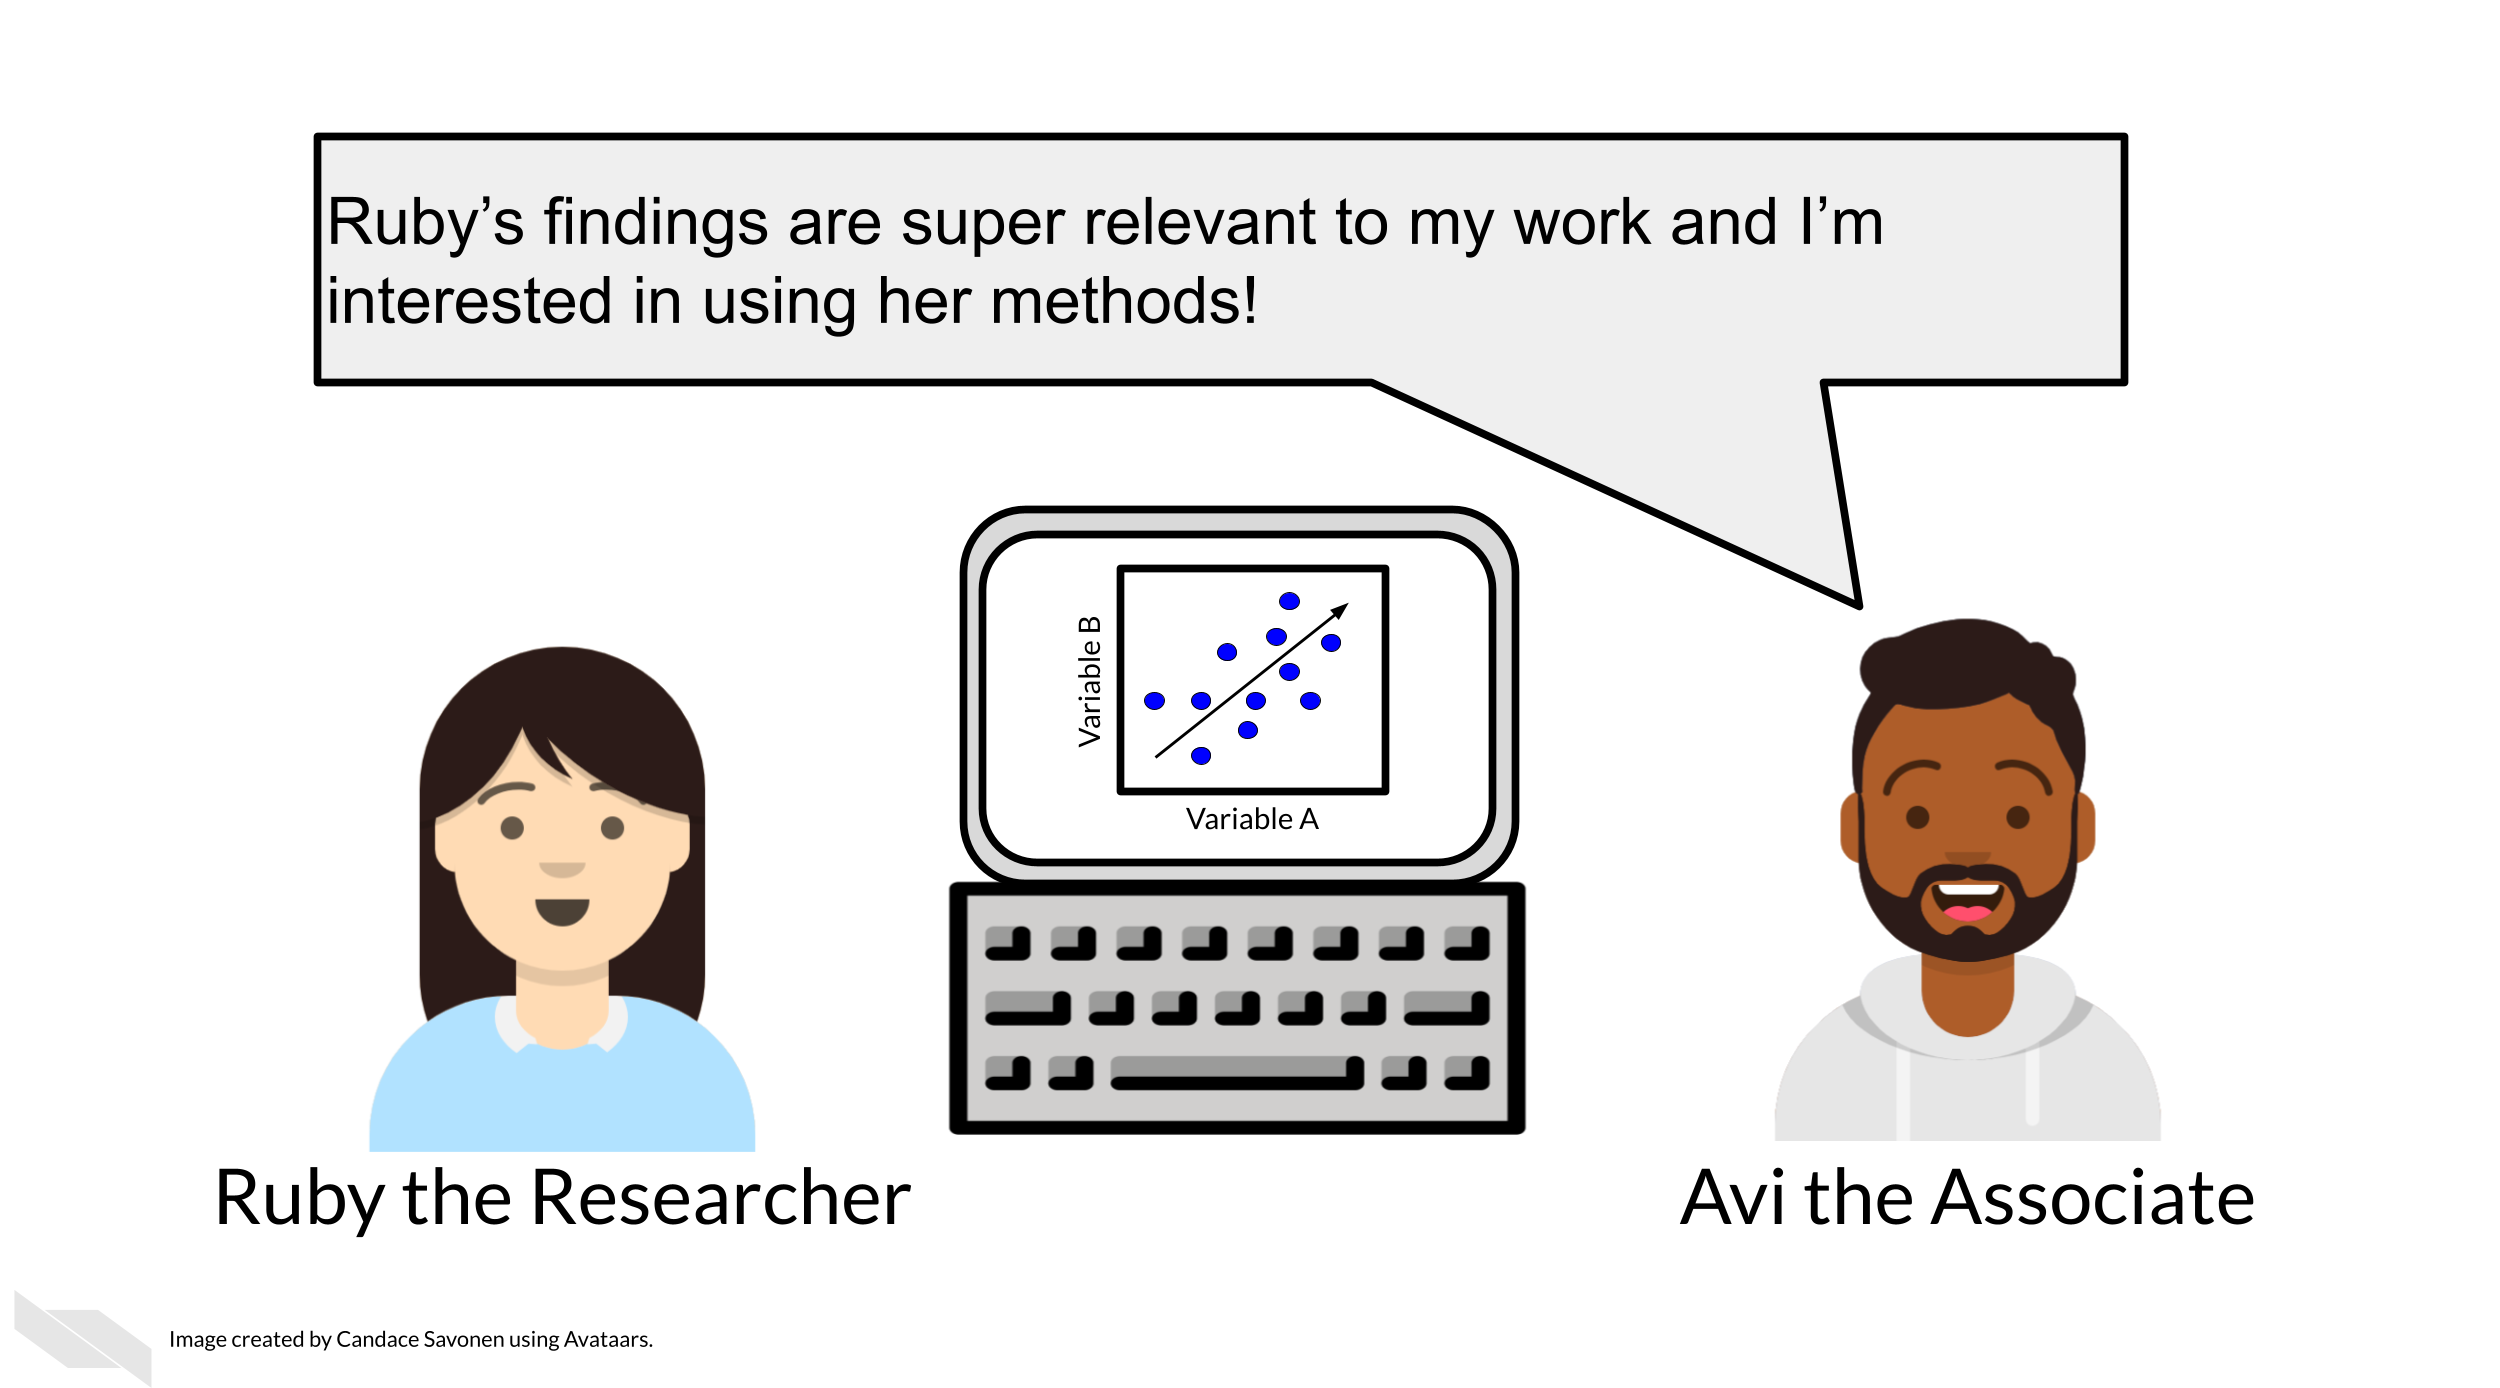 Ruby’s findings are super relevant to my work and I’m
interested in using her methods!
Variable B
Variable A
Ruby the Researcher
Avi the Associate
Image created by Candace Savonen using Avataars.